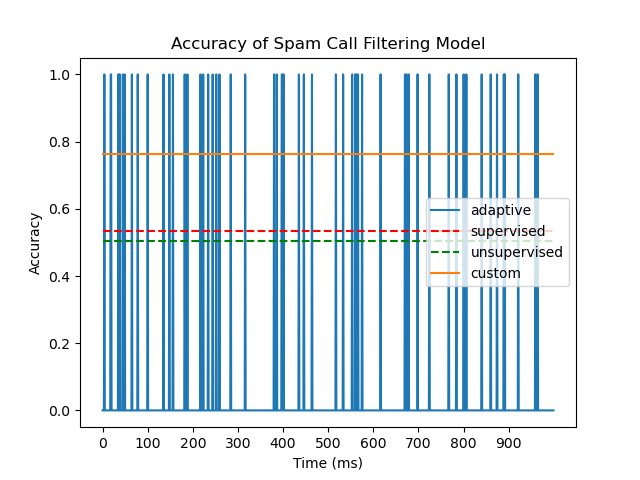 Accuracy of Spam Call Filtering Model
1.0
0.8
0.6
0.4
0.2
0.0
Accuracy
adaptive
supervised
unsupervised
custom
0 100 200 300 400 500 600 700 800 900
Time (ms)